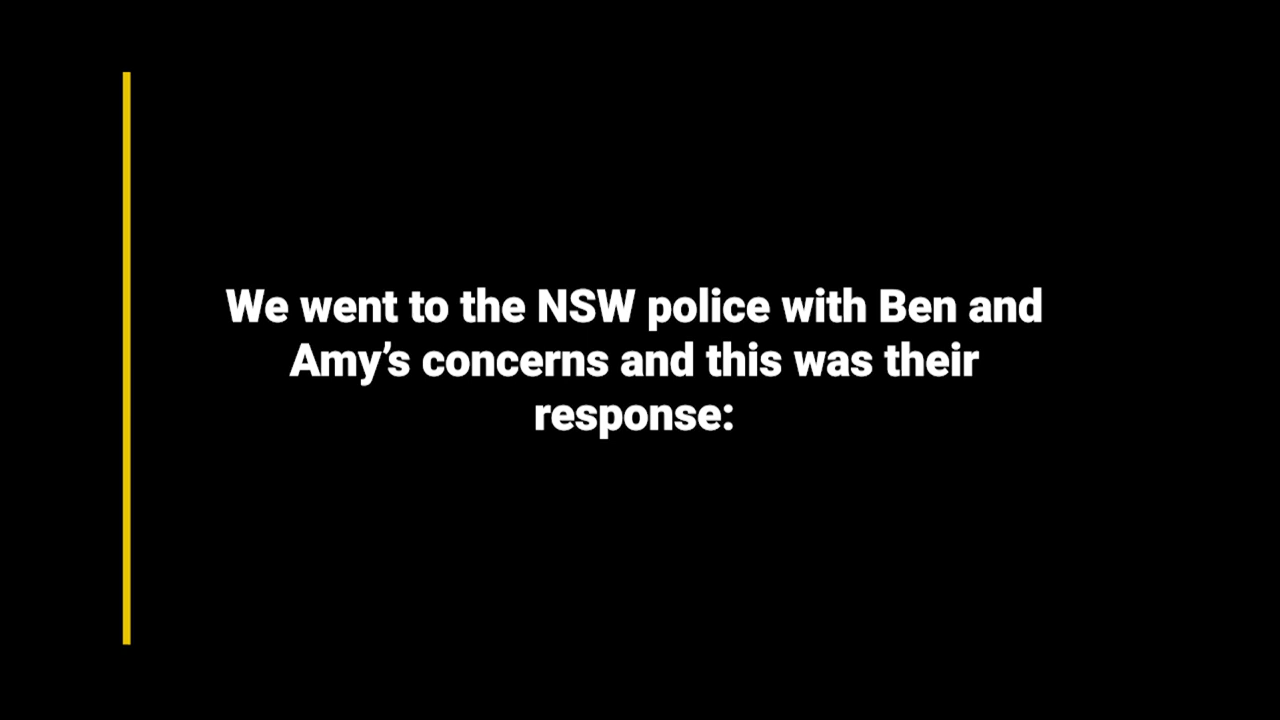 We went to the NSW police with Ben and
Amy’s concerns and this was their
response: